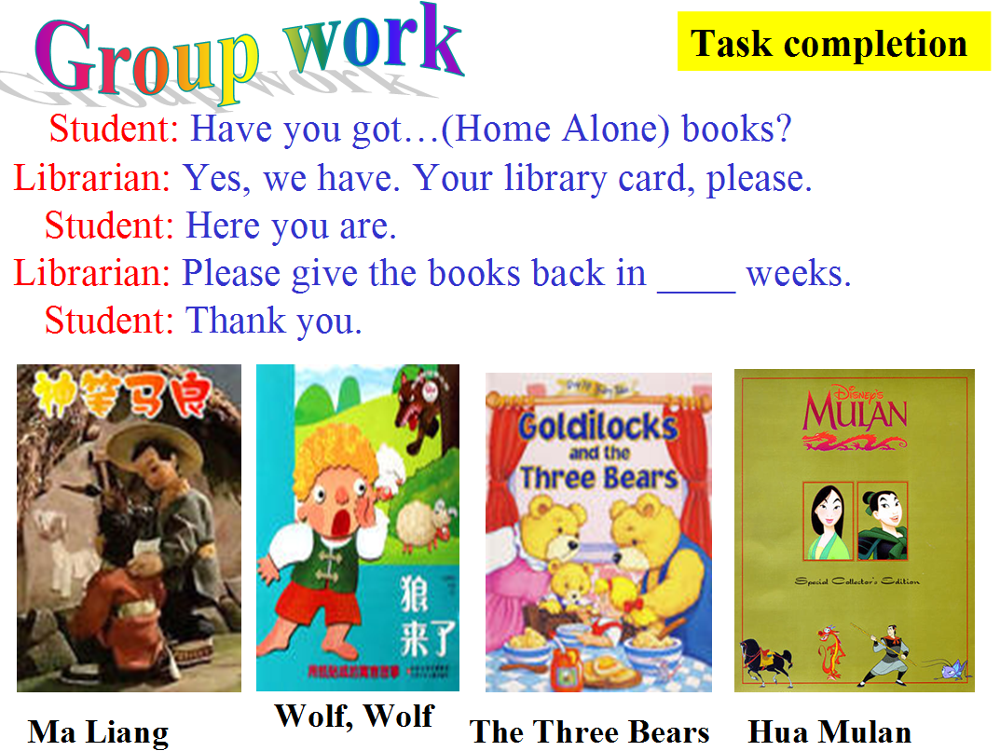 Group work
Task completion
Student: Have you got…(Home Alone) books?
Librarian: Yes, we have. Your library card, please.
Student: Here you are.
Librarian: Please give the books back in ____ weeks.
Student: Thank you.
神笔马良
狼
来了
Goldilocks
and the
Three Bears
DISNEY'S
MULAN
Special Collector's Edition
Ma Liang
Wolf, Wolf
The Three Bears
Hua Mulan